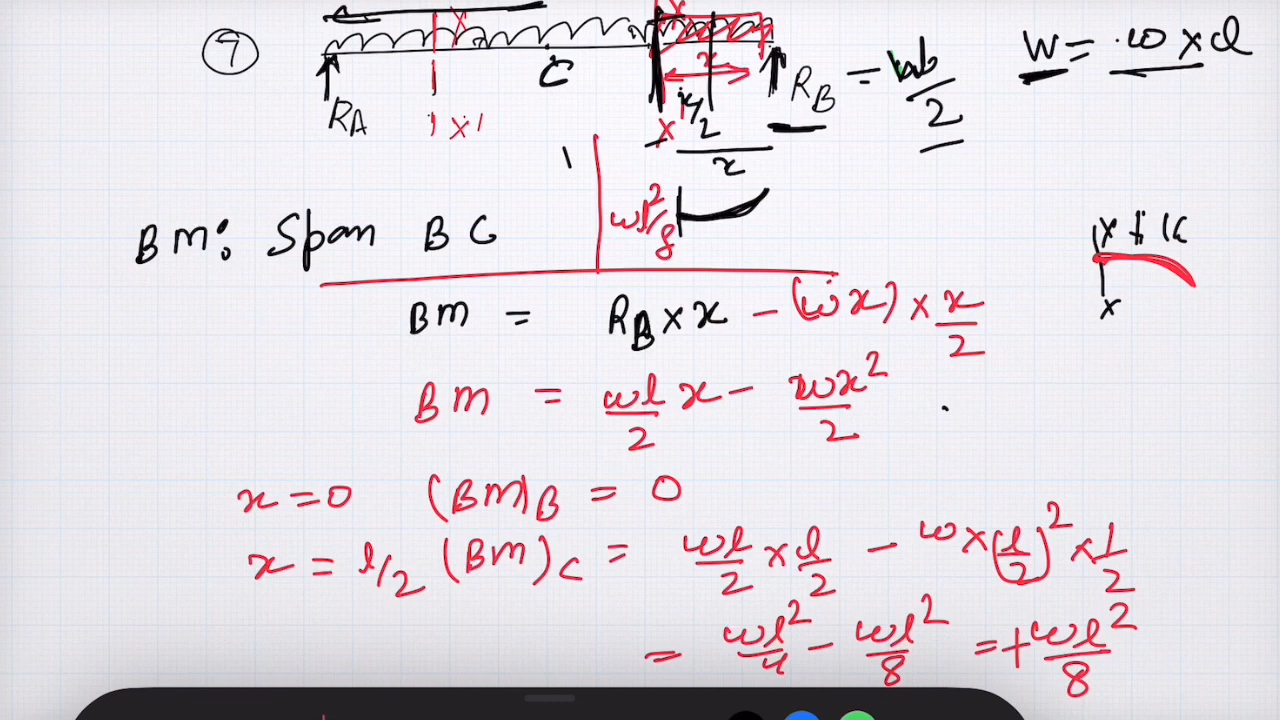 7 X X W = w x l
C x
RA X' x/2 X RB = wl/2
x
wl²/8
BM: Span BC
X
BM = RB x x - (wx) x x/2
X
BM = wl/2 x - wx²/2
x=0 (BM)B = 0
x = l/2 (BM)C = wl/2 x l/2 - w x (l/2)² x 1/2
= wl²/4 - wl²/8 = + wl²/8